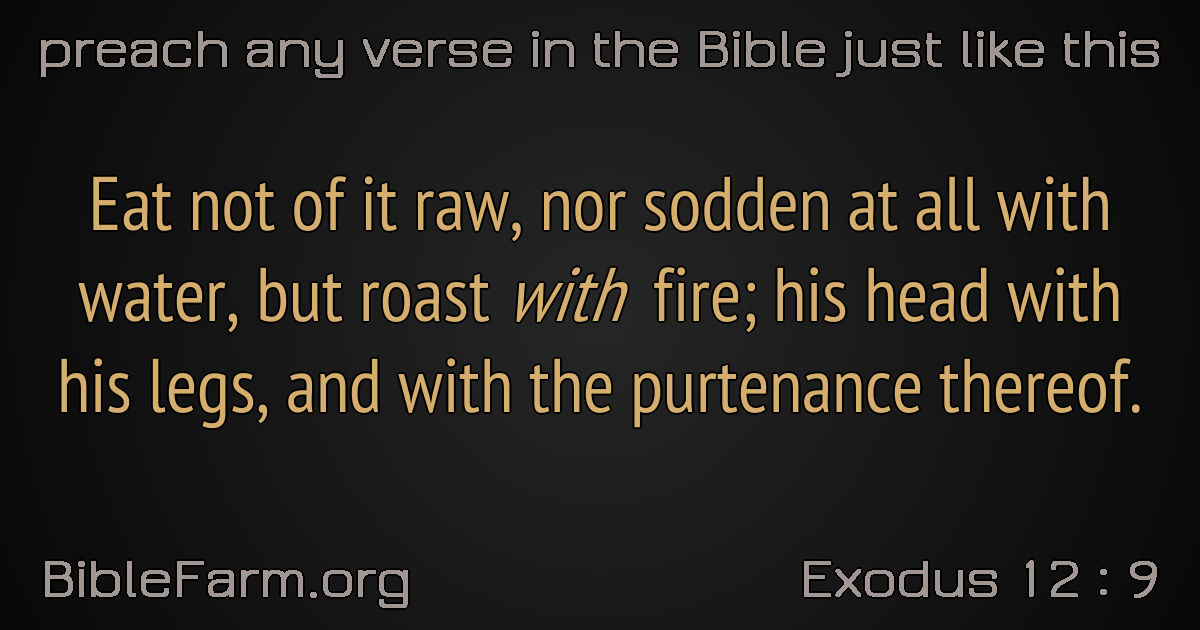 preach any verse in the Bible just like this
Eat not of it raw, nor sodden at all with
water, but roast with fire; his head with
his legs, and with the purtenance thereof.
BibleFarm.org
Exodus 12 : 9